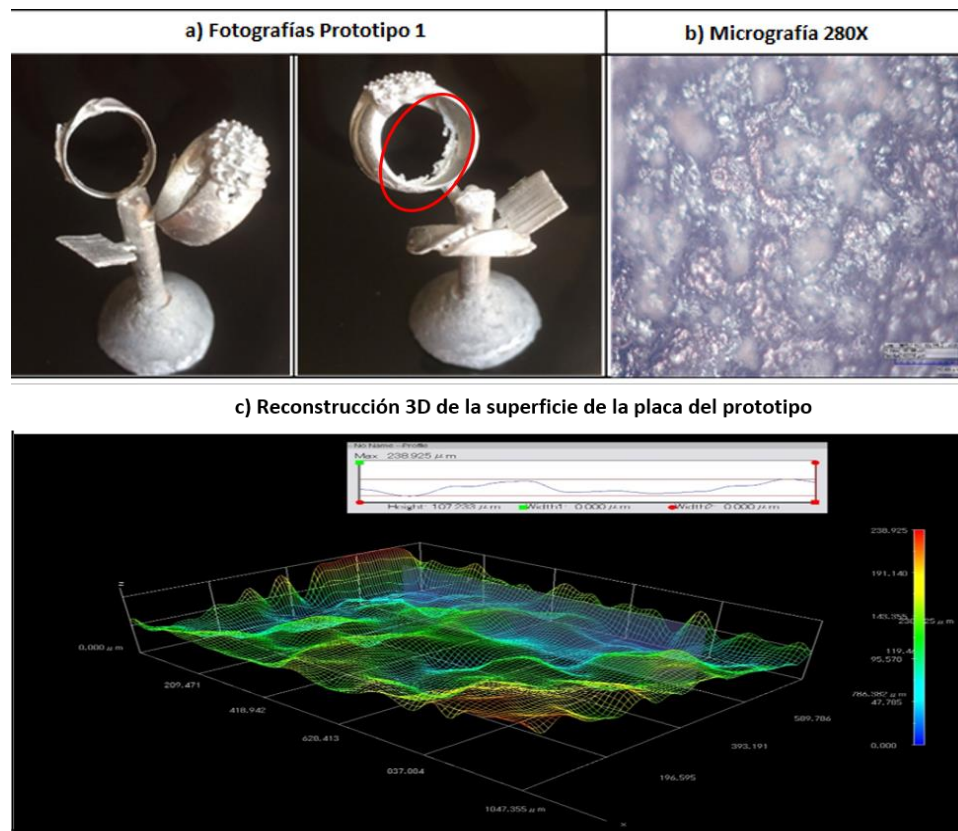 a) Fotografías Prototipo 1
b) Micrografía 280X
c) Reconstrucción 3D de la superficie de la placa del prototipo
No Name--Profile
Max 238.925 μm
Height: 107.233 μm Width1: 0.000 μm Width2: 0.000 μm
z
0.000 μm
209.471
418.942
628.413
037.884
1047.355 μm
x
196.595
393.191
589.786
786.382 μm
238.925
191.140
143.355
119.4
95.570
47.785
0.000